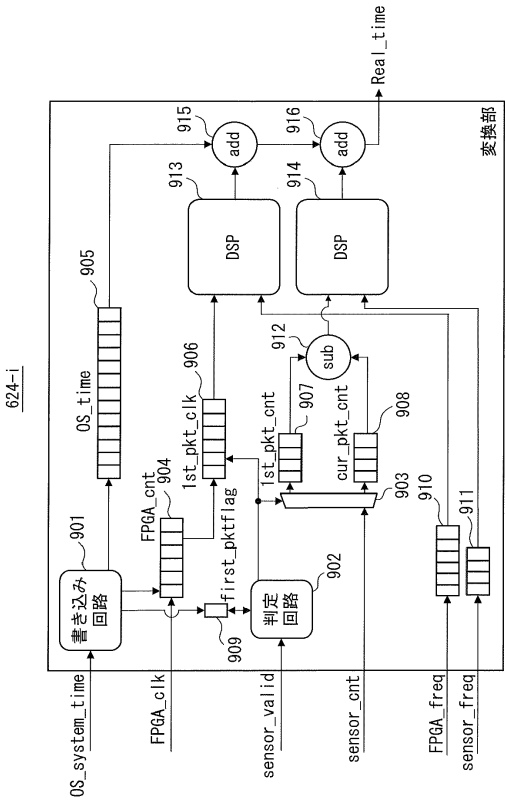 624-i
OS_system_time
901
書き込み
回路
OS_time
905
FPGA_clk
FPGA_cnt
904
909
first_pktflag
1st_pkt_clk
906
sensor_valid
判定
回路
902
sensor_cnt
903
1st_pkt_cnt
907
cur_pkt_cnt
908
sub
912
FPGA_freq
910
sensor_freq
911
DSP
913
DSP
914
add
915
add
916
Real_time
変換部